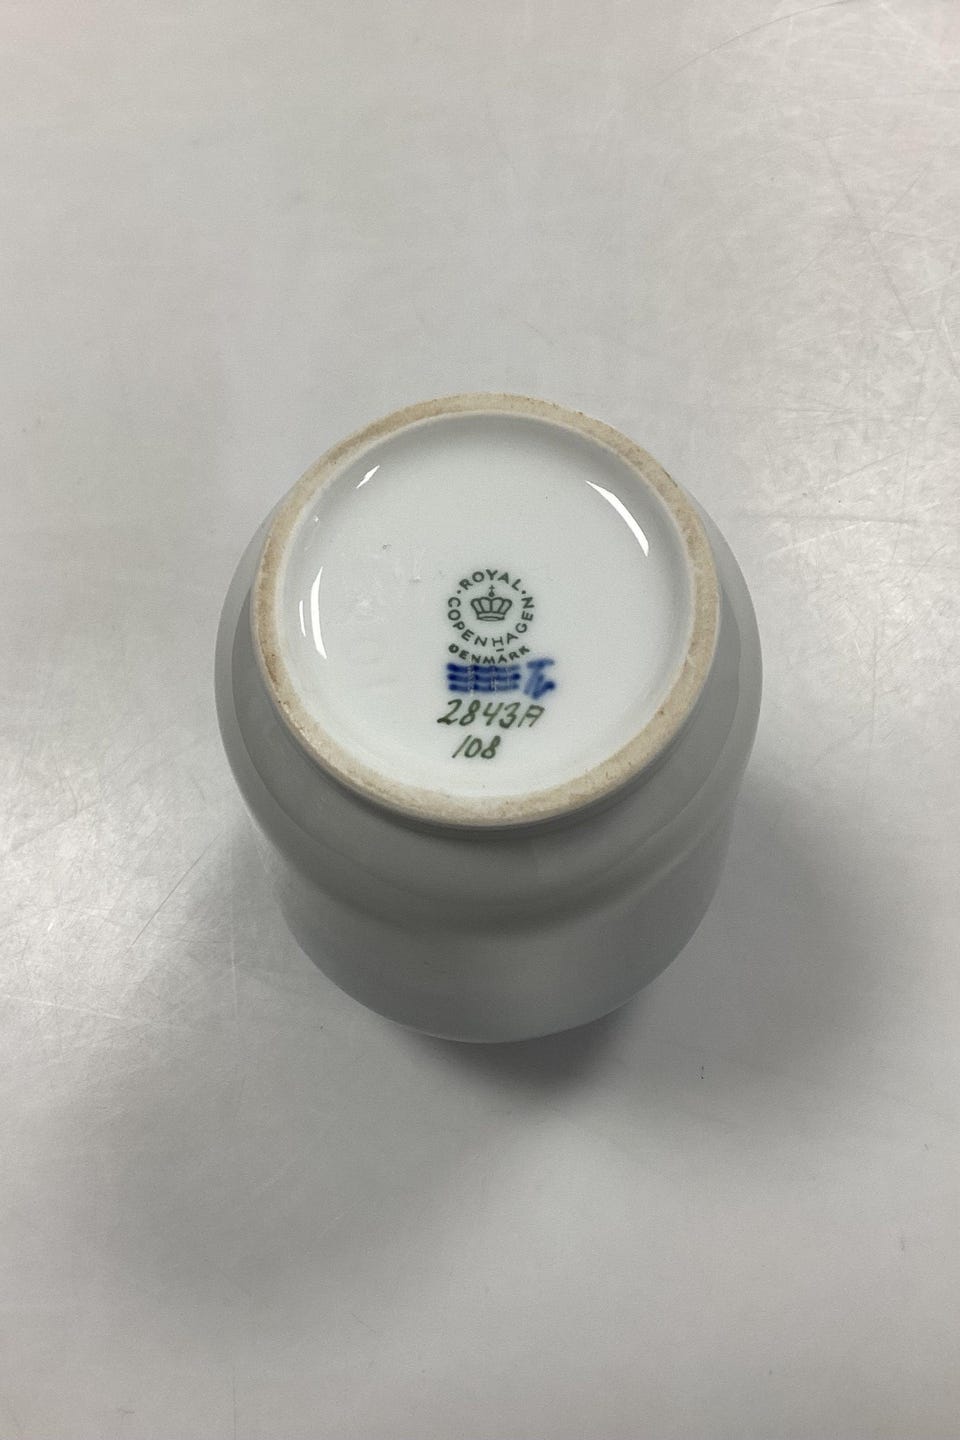 ROYAL COPENHAGEN
DENMARK
2843A
108